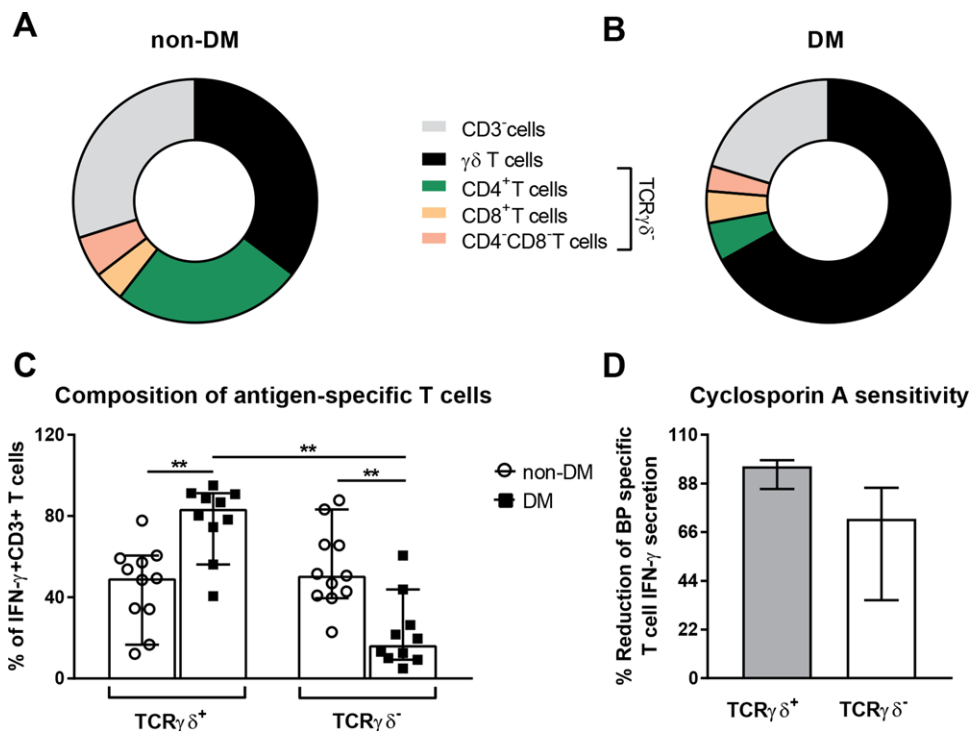 A
non-DM
B
DM
CD3⁻cells
γδ T cells
CD4⁺T cells
CD8⁺T cells
CD4⁻CD8⁻T cells
TCRγδ⁻
C
Composition of antigen-specific T cells
% of IFN-γ+CD3+ T cells
120
80
40
0
**
**
**
non-DM
DM
TCRγδ⁺
TCRγδ⁻
D
Cyclosporin A sensitivity
% Reduction of BP specific
T cell IFN-γ secretion
110
88
66
44
22
0
TCRγδ⁺
TCRγδ⁻